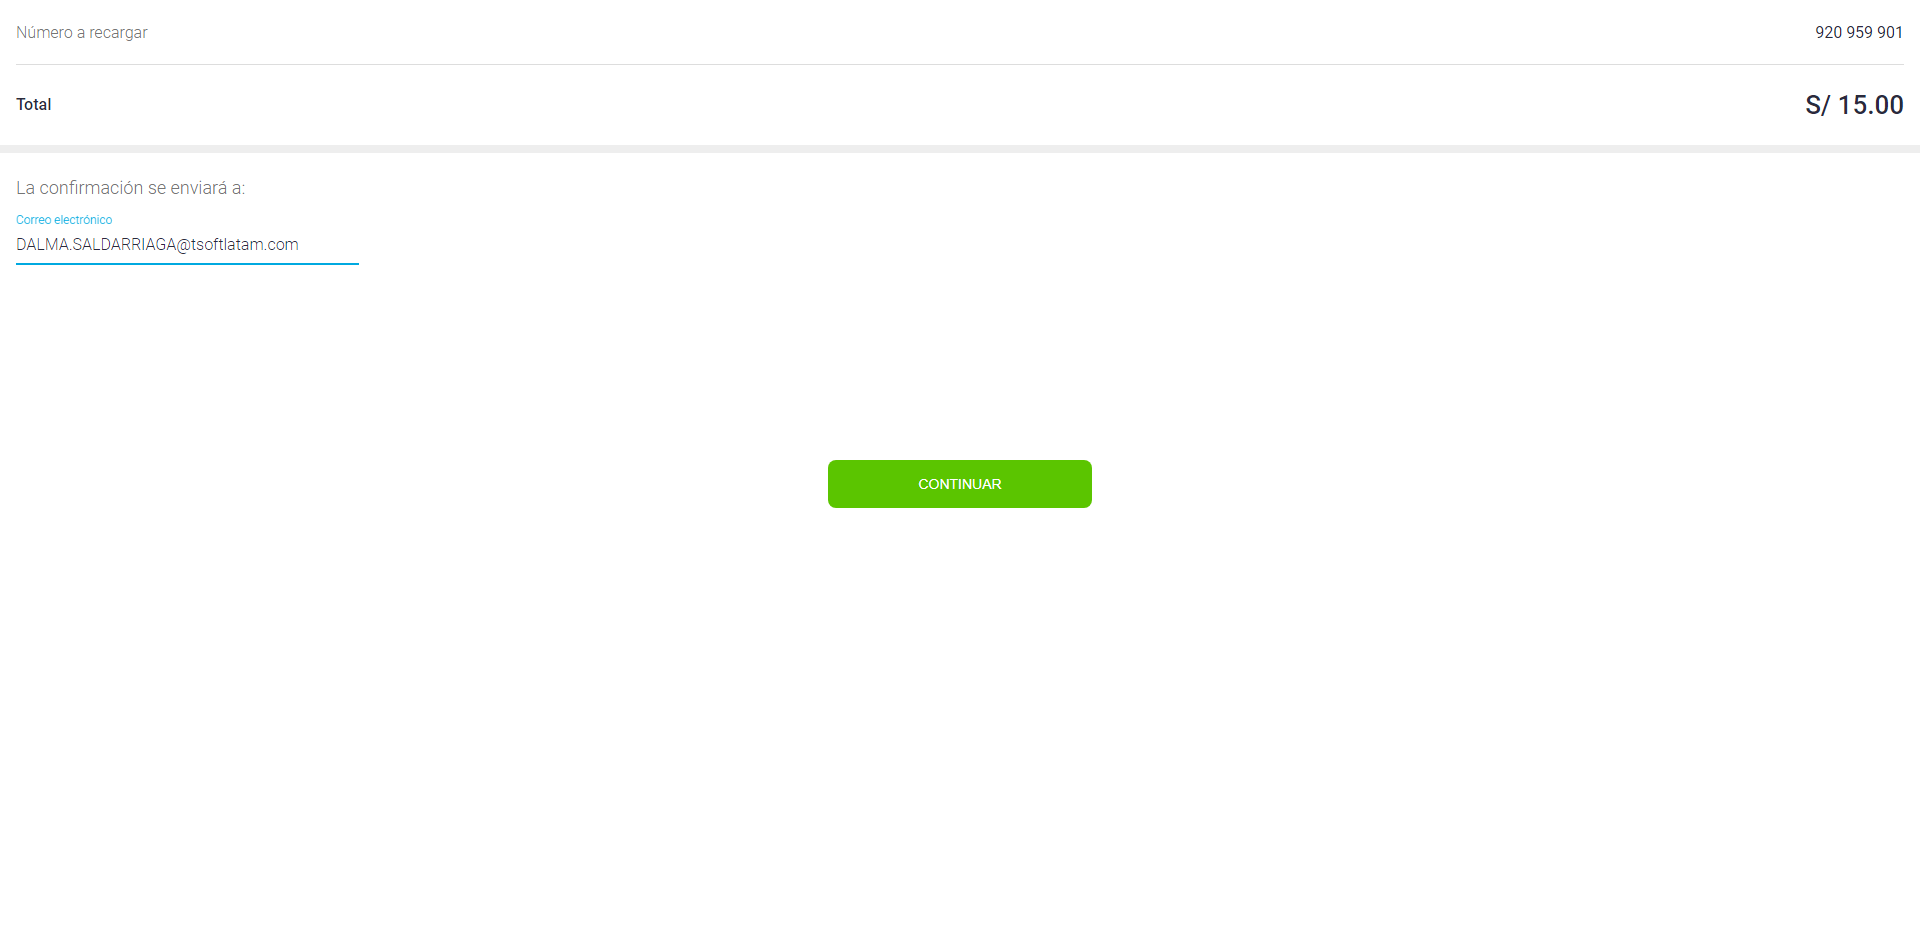 Número a recargar
920 959 901
Total
S/ 15.00
La confirmación se enviará a:
Correo electrónico
DALMA.SALDARRIAGA@tsoftlatam.com
CONTINUAR